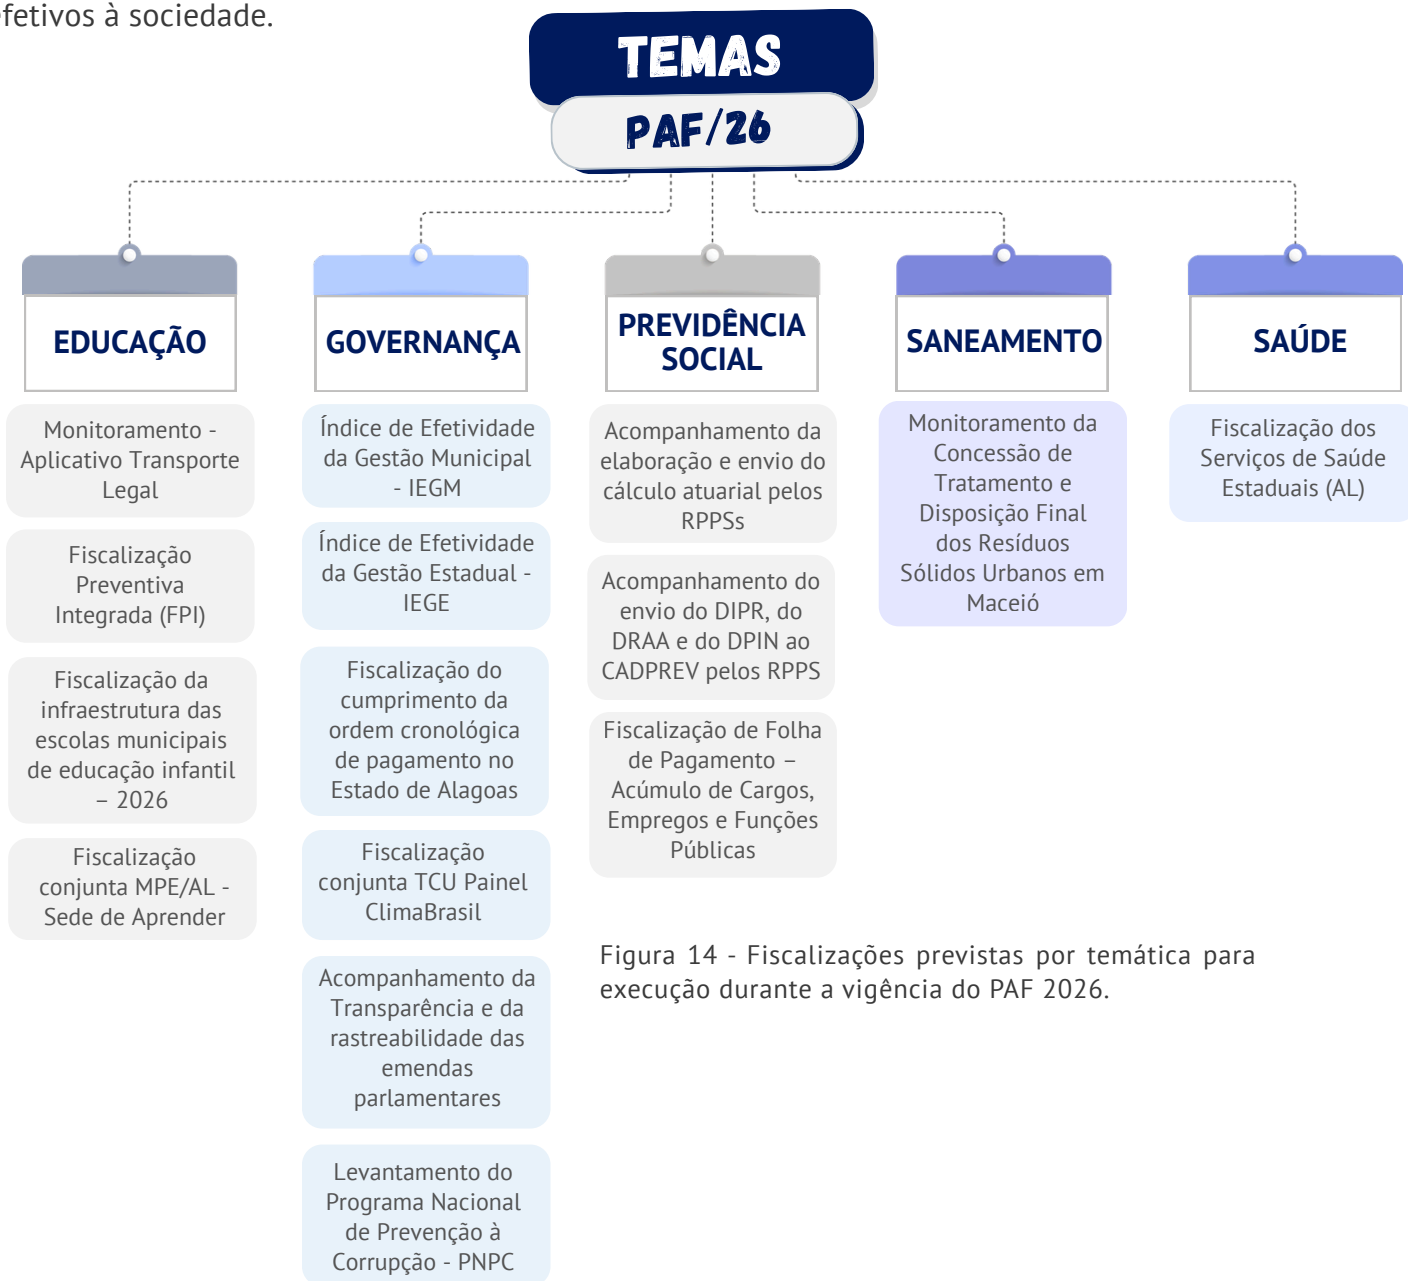 efetivos à sociedade.
TEMAS
PAF/26
EDUCAÇÃO
Monitoramento -
Aplicativo Transporte
Legal
Fiscalização
Preventiva
Integrada (FPI)
Fiscalização da
infraestrutura das
escolas municipais
de educação infantil
– 2026
Fiscalização
conjunta MPE/AL -
Sede de Aprender
GOVERNANÇA
Índice de Efetividade
da Gestão Municipal
- IEGM
Índice de Efetividade
da Gestão Estadual -
IEGE
Fiscalização do
cumprimento da
ordem cronológica
de pagamento no
Estado de Alagoas
Fiscalização
conjunta TCU Painel
ClimaBrasil
Acompanhamento da
Transparência e da
rastreabilidade das
emendas
parlamentares
Levantamento do
Programa Nacional
de Prevenção à
Corrupção - PNPC
PREVIDÊNCIA
SOCIAL
Acompanhamento da
elaboração e envio do
cálculo atuarial pelos
RPPSs
Acompanhamento do
envio do DIPR, do
DRAA e do DPIN ao
CADPREV pelos RPPS
Fiscalização de Folha
de Pagamento –
Acúmulo de Cargos,
Empregos e Funções
Públicas
SANEAMENTO
Monitoramento da
Concessão de
Tratamento e
Disposição Final
dos Resíduos
Sólidos Urbanos em
Maceió
SAÚDE
Fiscalização dos
Serviços de Saúde
Estaduais (AL)
Figura 14 - Fiscalizações previstas por temática para
execução durante a vigência do PAF 2026.